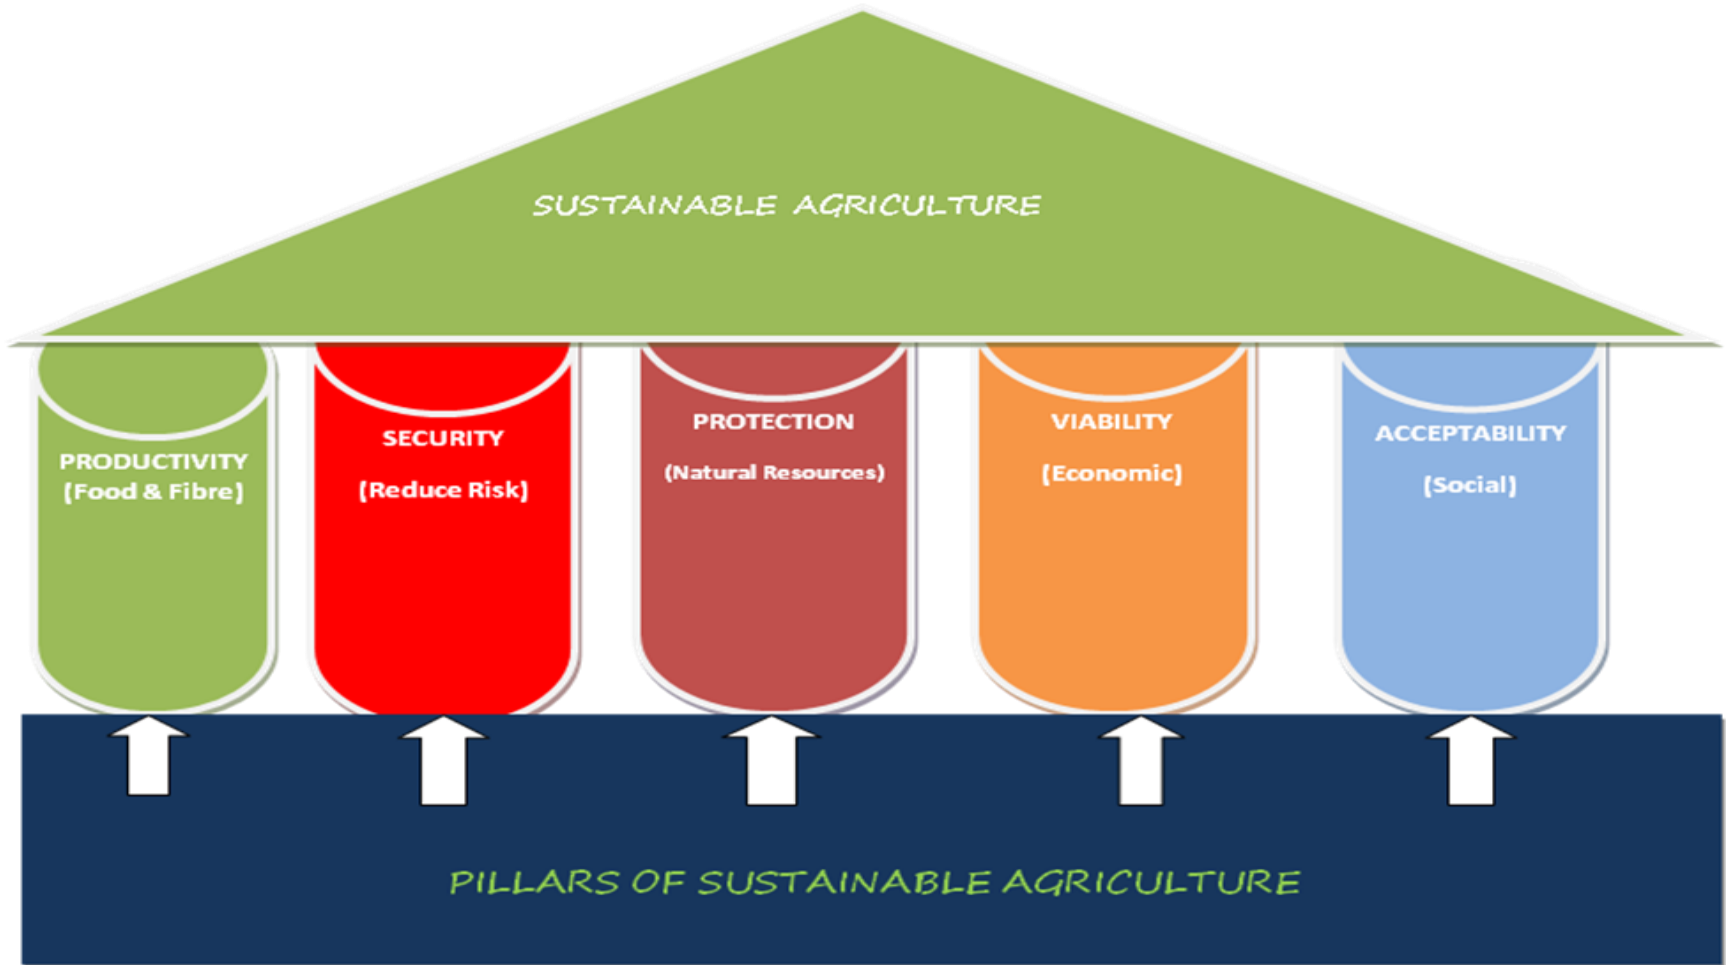 SUSTAINABLE AGRICULTURE
PRODUCTIVITY
(Food & Fibre)
SECURITY
(Reduce Risk)
PROTECTION
(Natural Resources)
VIABILITY
(Economic)
ACCEPTABILITY
(Social)
PILLARS OF SUSTAINABLE AGRICULTURE